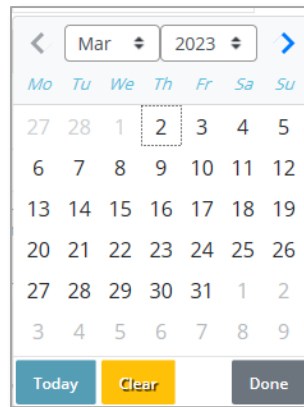 Mar 2023
Mo Tu We Th Fr Sa Su
27 28 1 2 3 4 5
6 7 8 9 10 11 12
13 14 15 16 17 18 19
20 21 22 23 24 25 26
27 28 29 30 31 1 2
3 4 5 6 7 8 9
Today Clear Done